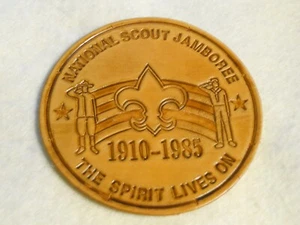 NATIONAL SCOUT JAMBOREE
1910-1985
THE SPIRIT LIVES ON